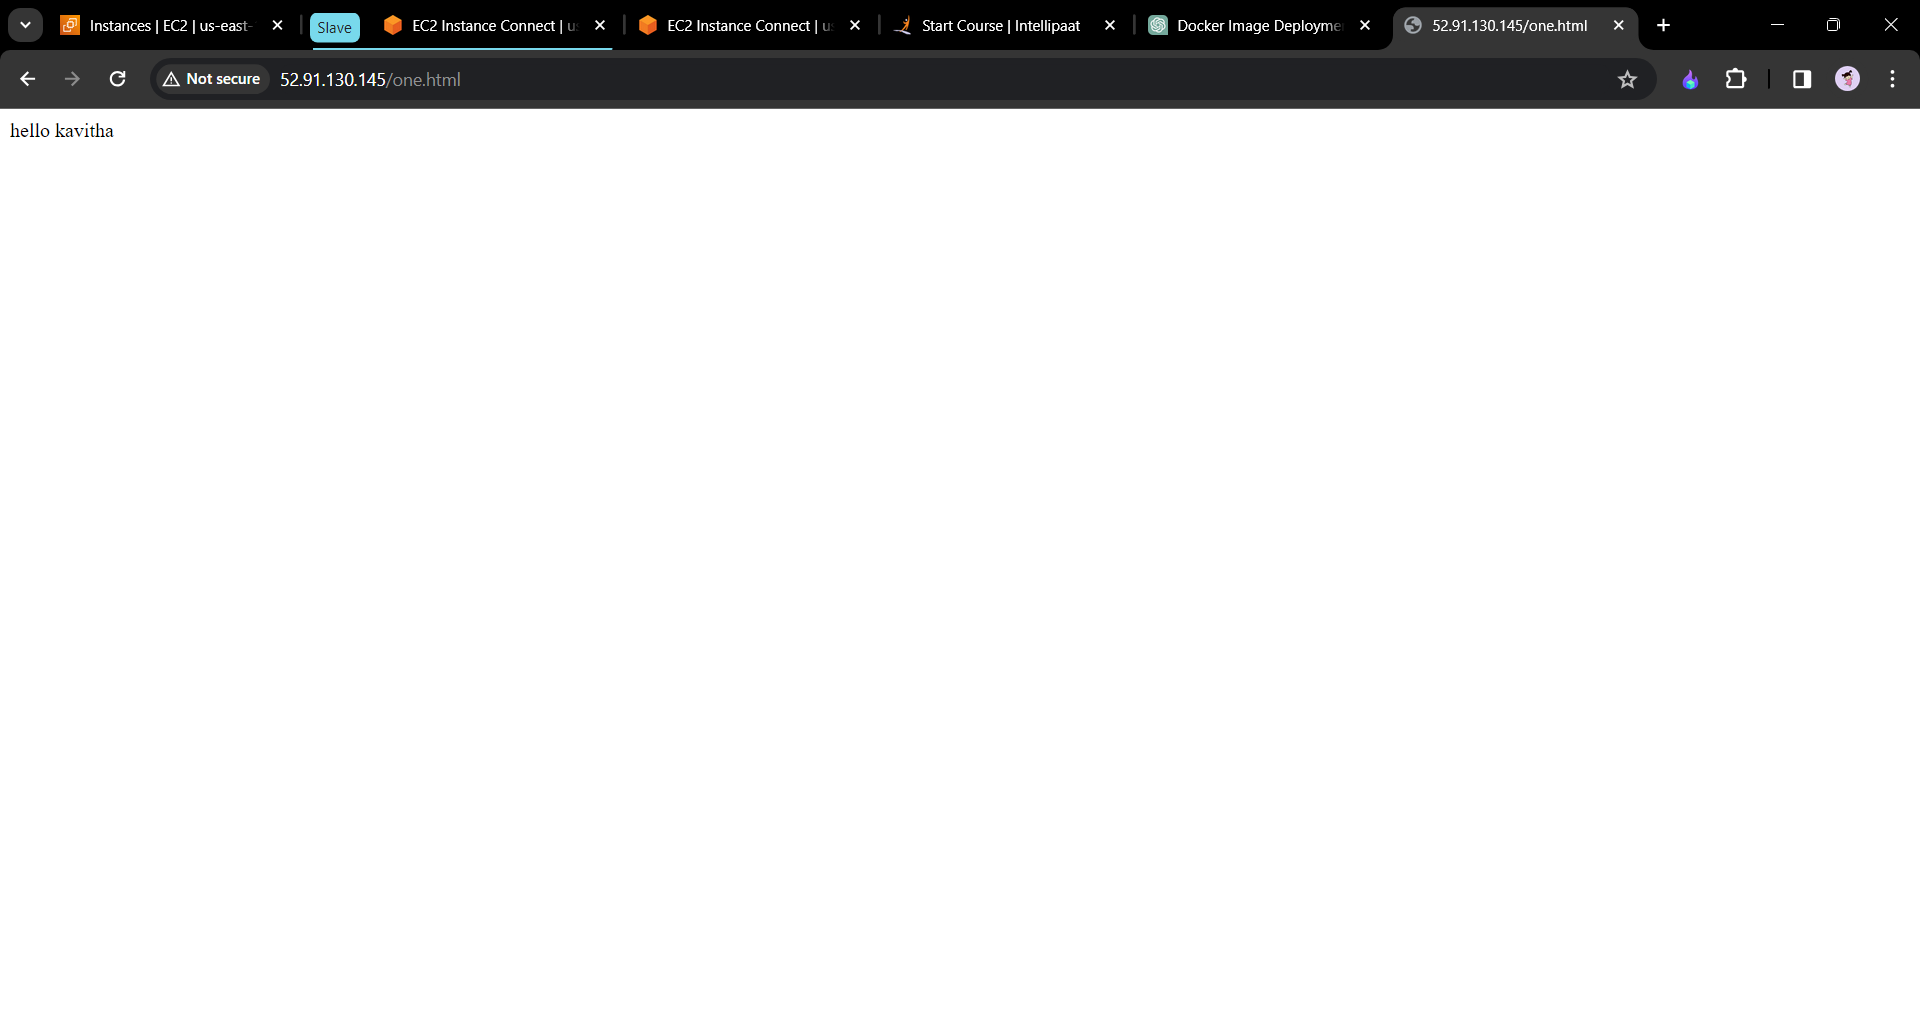 Instances | EC2 | us-east-
Slave
EC2 Instance Connect | u
EC2 Instance Connect | u
Start Course | Intellipaat
Docker Image Deployme
52.91.130.145/one.html
Not secure
52.91.130.145/one.html
hello kavitha